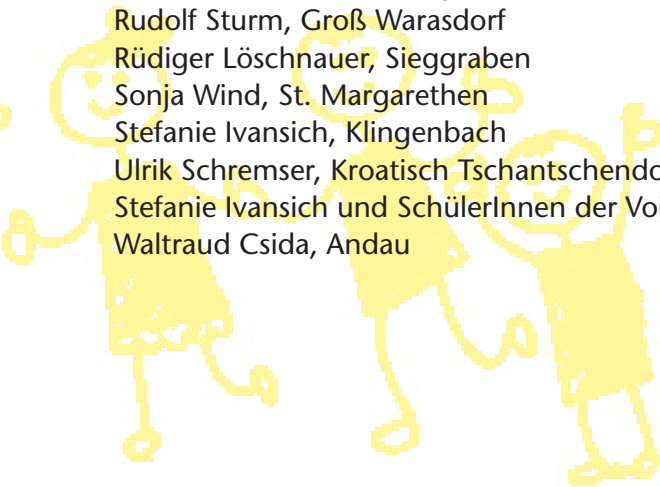 Rudolf Sturm, Groß Warasdorf
Rüdiger Löschnauer, Sieggraben
Sonja Wind, St. Margarethen
Stefanie Ivansich, Klingenbach
Ulrik Schremser, Kroatisch
Stefanie Ivansich und SchülerInnen der
Waltraud Csida, Andau